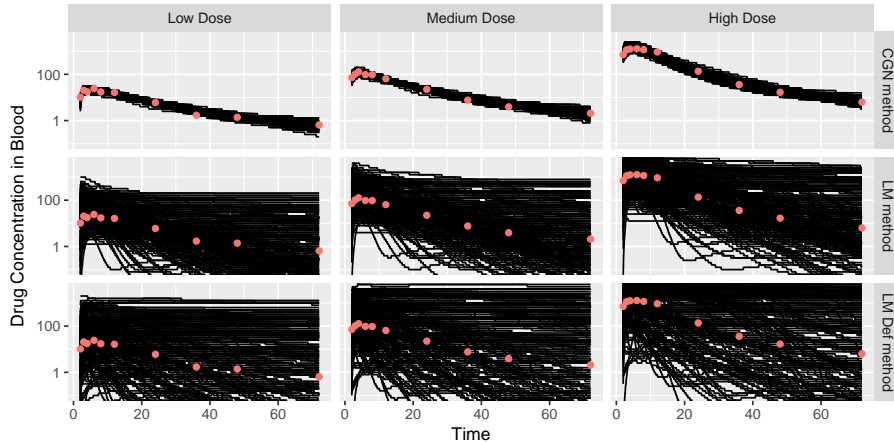 Low Dose Medium Dose High Dose
Drug Concentration in Blood
100
1
CGN method
100
1
LM method
100
1
LM Def method
0 20 40 60 0 20 40 60 0 20 40 60
Time